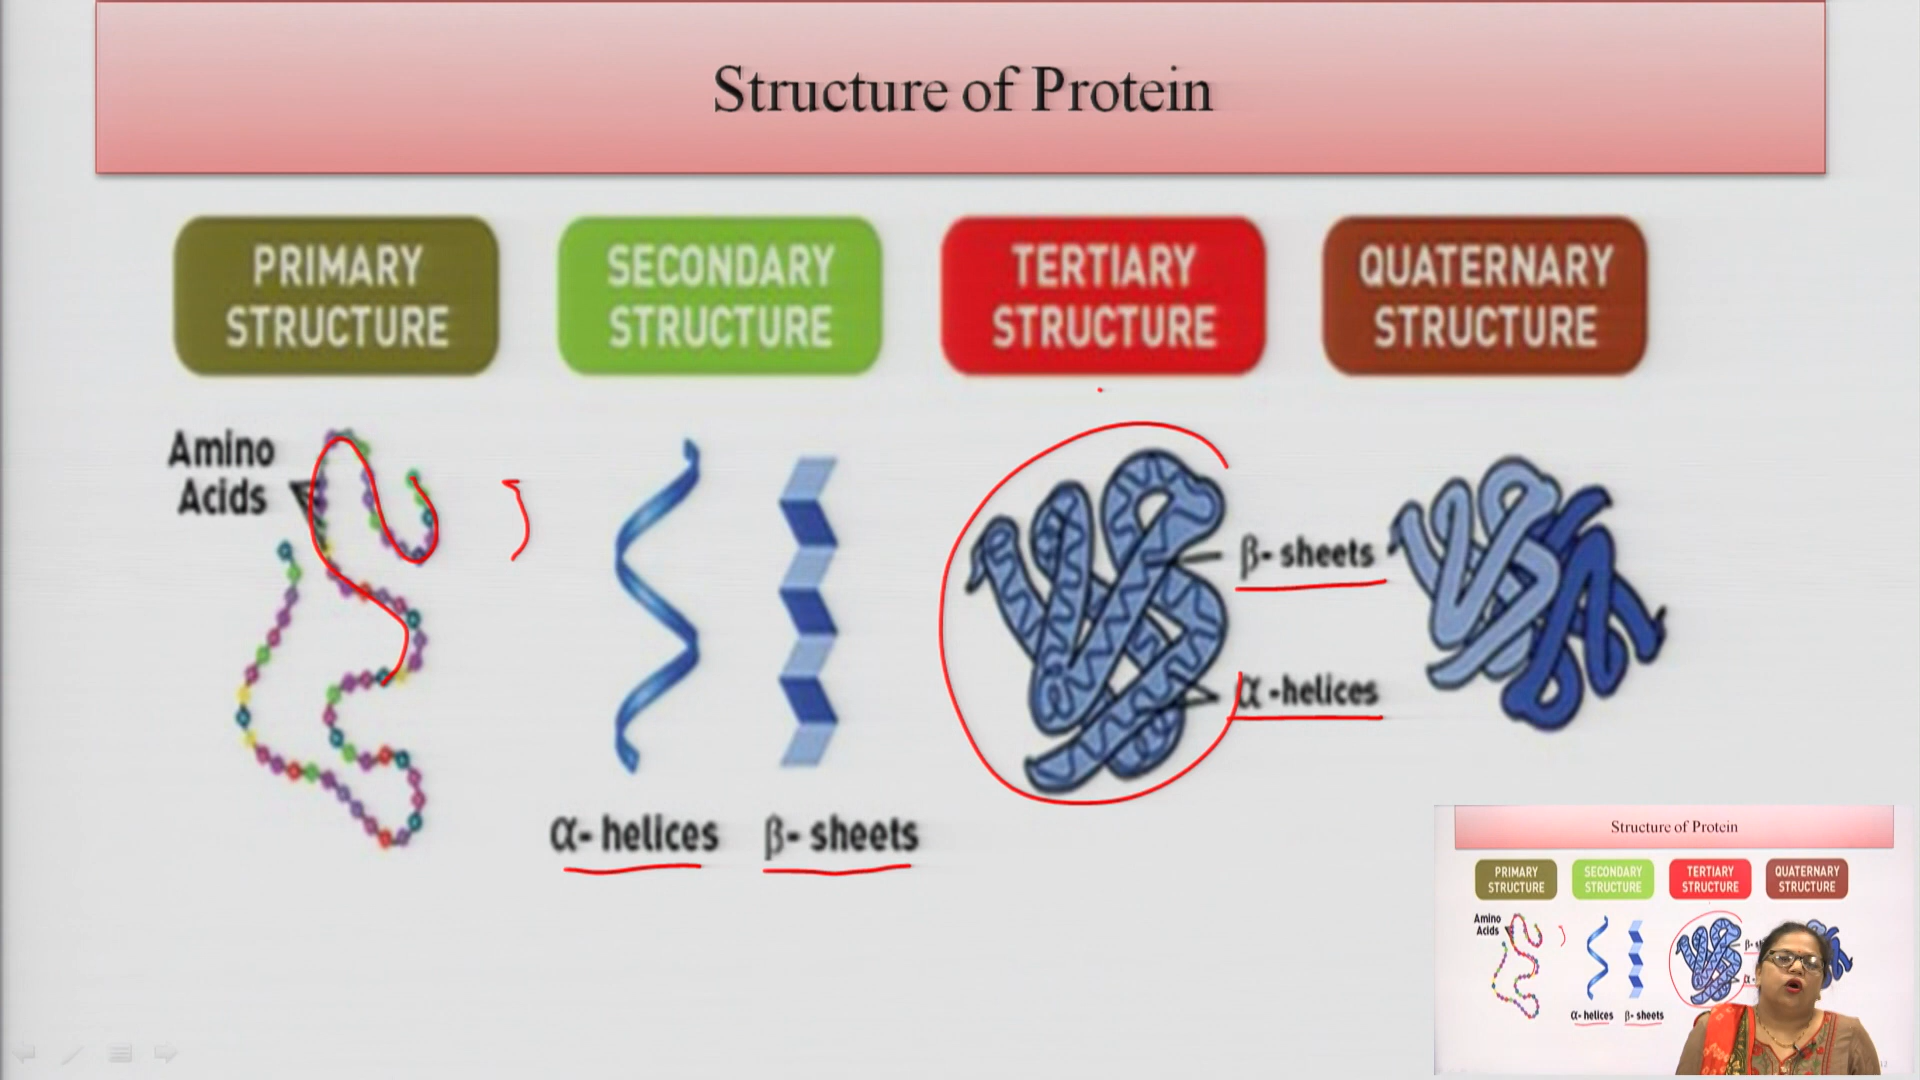 Structure of Protein
PRIMARY
STRUCTURE
SECONDARY
STRUCTURE
TERTIARY
STRUCTURE
QUATERNARY
STRUCTURE
Amino
Acids
α- helices
β- sheets
β- sheets
α -helices
Structure of Protein
PRIMARY
STRUCTURE
SECONDARY
STRUCTURE
TERTIARY
STRUCTURE
QUATERNARY
STRUCTURE
Amino
Acids
α- helices
β- sheets